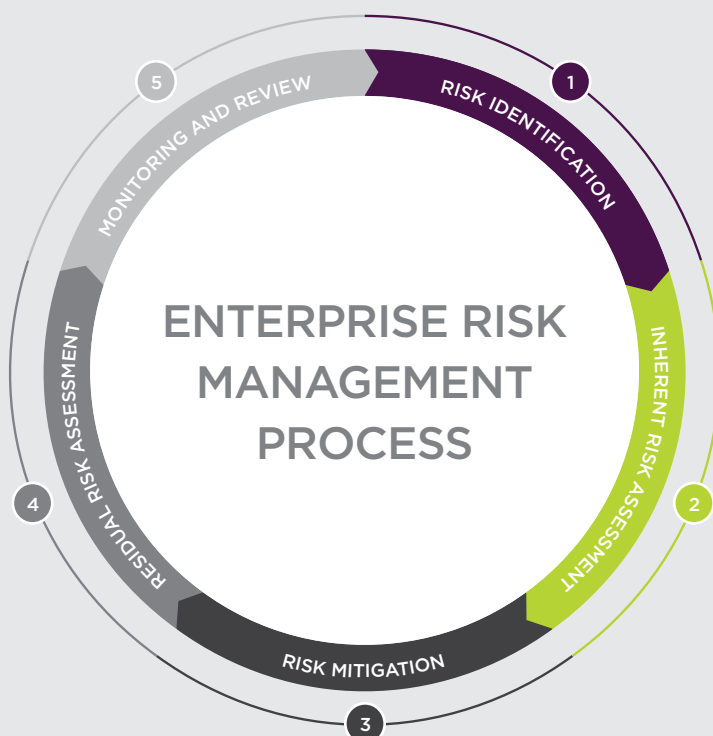 ENTERPRISE RISK
MANAGEMENT
PROCESS
1
RISK IDENTIFICATION
2
INHERENT RISK ASSESSMENT
3
RISK MITIGATION
4
RESIDUAL RISK ASSESSMENT
5
MONITORING AND REVIEW